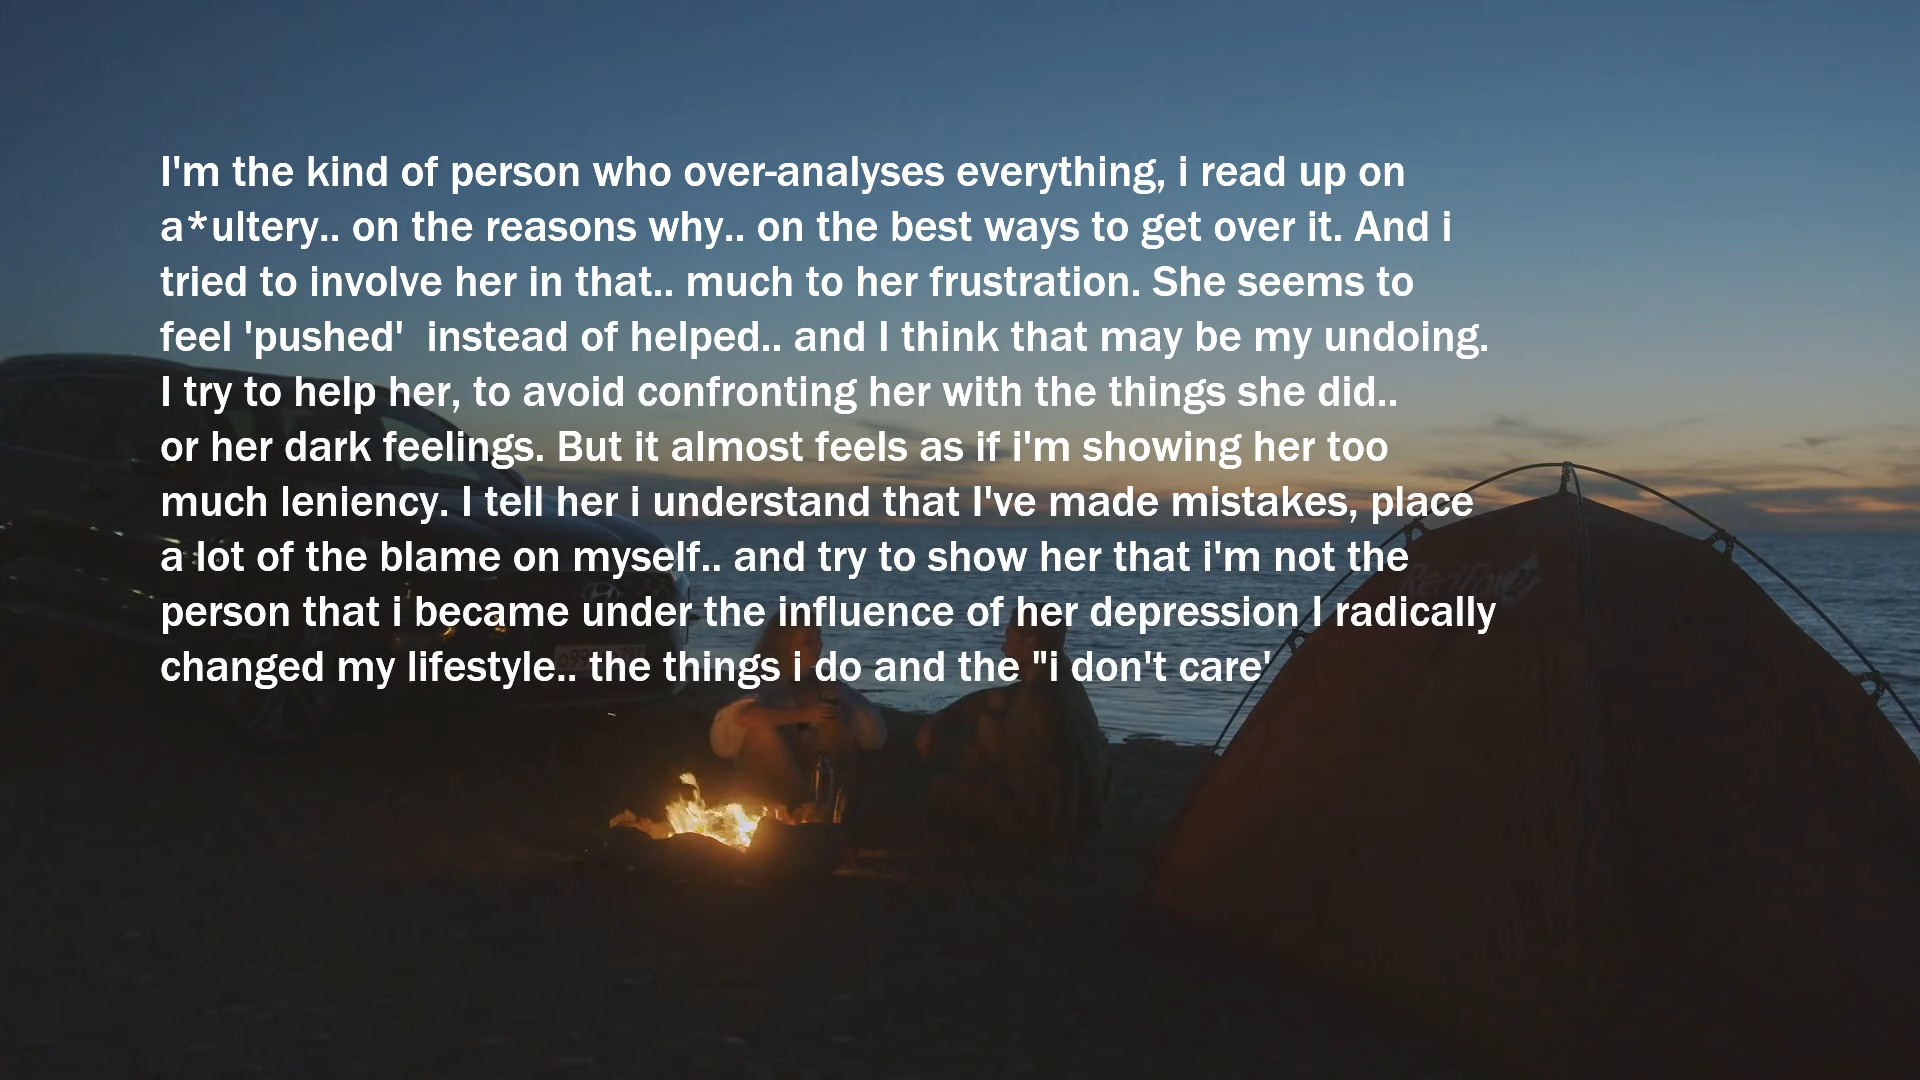 I'm the kind of person who over-analyses everything, i read up on
a*ultery.. on the reasons why.. on the best ways to get over it. And i
tried to involve her in that.. much to her frustration. She seems to
feel 'pushed'  instead of helped.. and I think that may be my undoing.
I try to help her, to avoid confronting her with the things she did..
or her dark feelings. But it almost feels as if i'm showing her too
much leniency. I tell her i understand that I've made mistakes, place
a lot of the blame on myself.. and try to show her that i'm not the
person that i became under the influence of her depression I radically
changed my lifestyle.. the things i do and the "i don't care'
RedFox